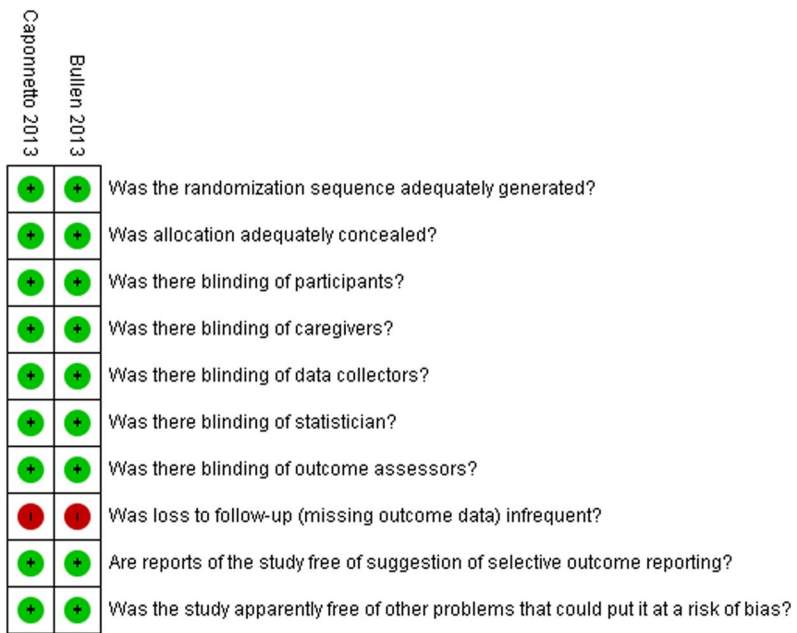 Caponnetto 2013
Bullen 2013
+ + Was the randomization sequence adequately generated?
+ + Was allocation adequately concealed?
+ + Was there blinding of participants?
+ + Was there blinding of caregivers?
+ + Was there blinding of data collectors?
+ + Was there blinding of statistician?
+ + Was there blinding of outcome assessors?
- - Was loss to follow-up (missing outcome data) infrequent?
+ + Are reports of the study free of suggestion of selective outcome reporting?
+ + Was the study apparently free of other problems that could put it at a risk of bias?